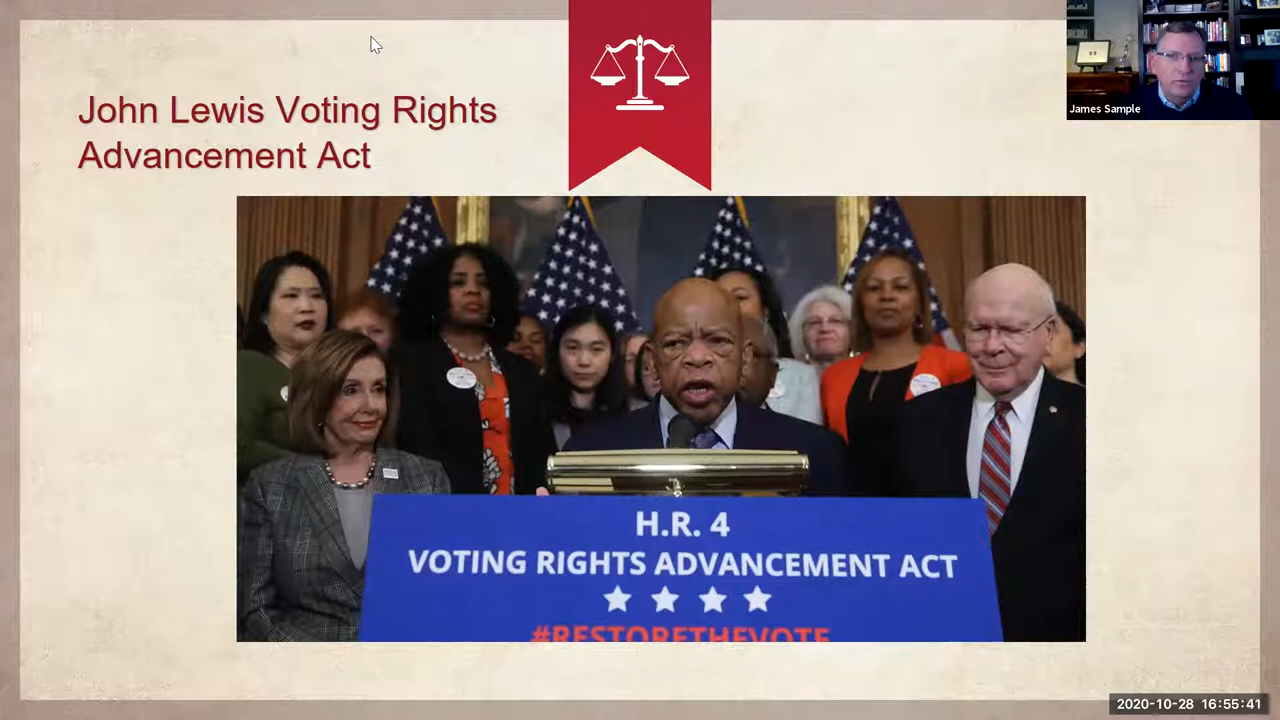 John Lewis Voting Rights
Advancement Act
James Sample
H.R. 4
VOTING RIGHTS ADVANCEMENT ACT
#RESTORETHEVOTE
2020-10-28 16:55:41